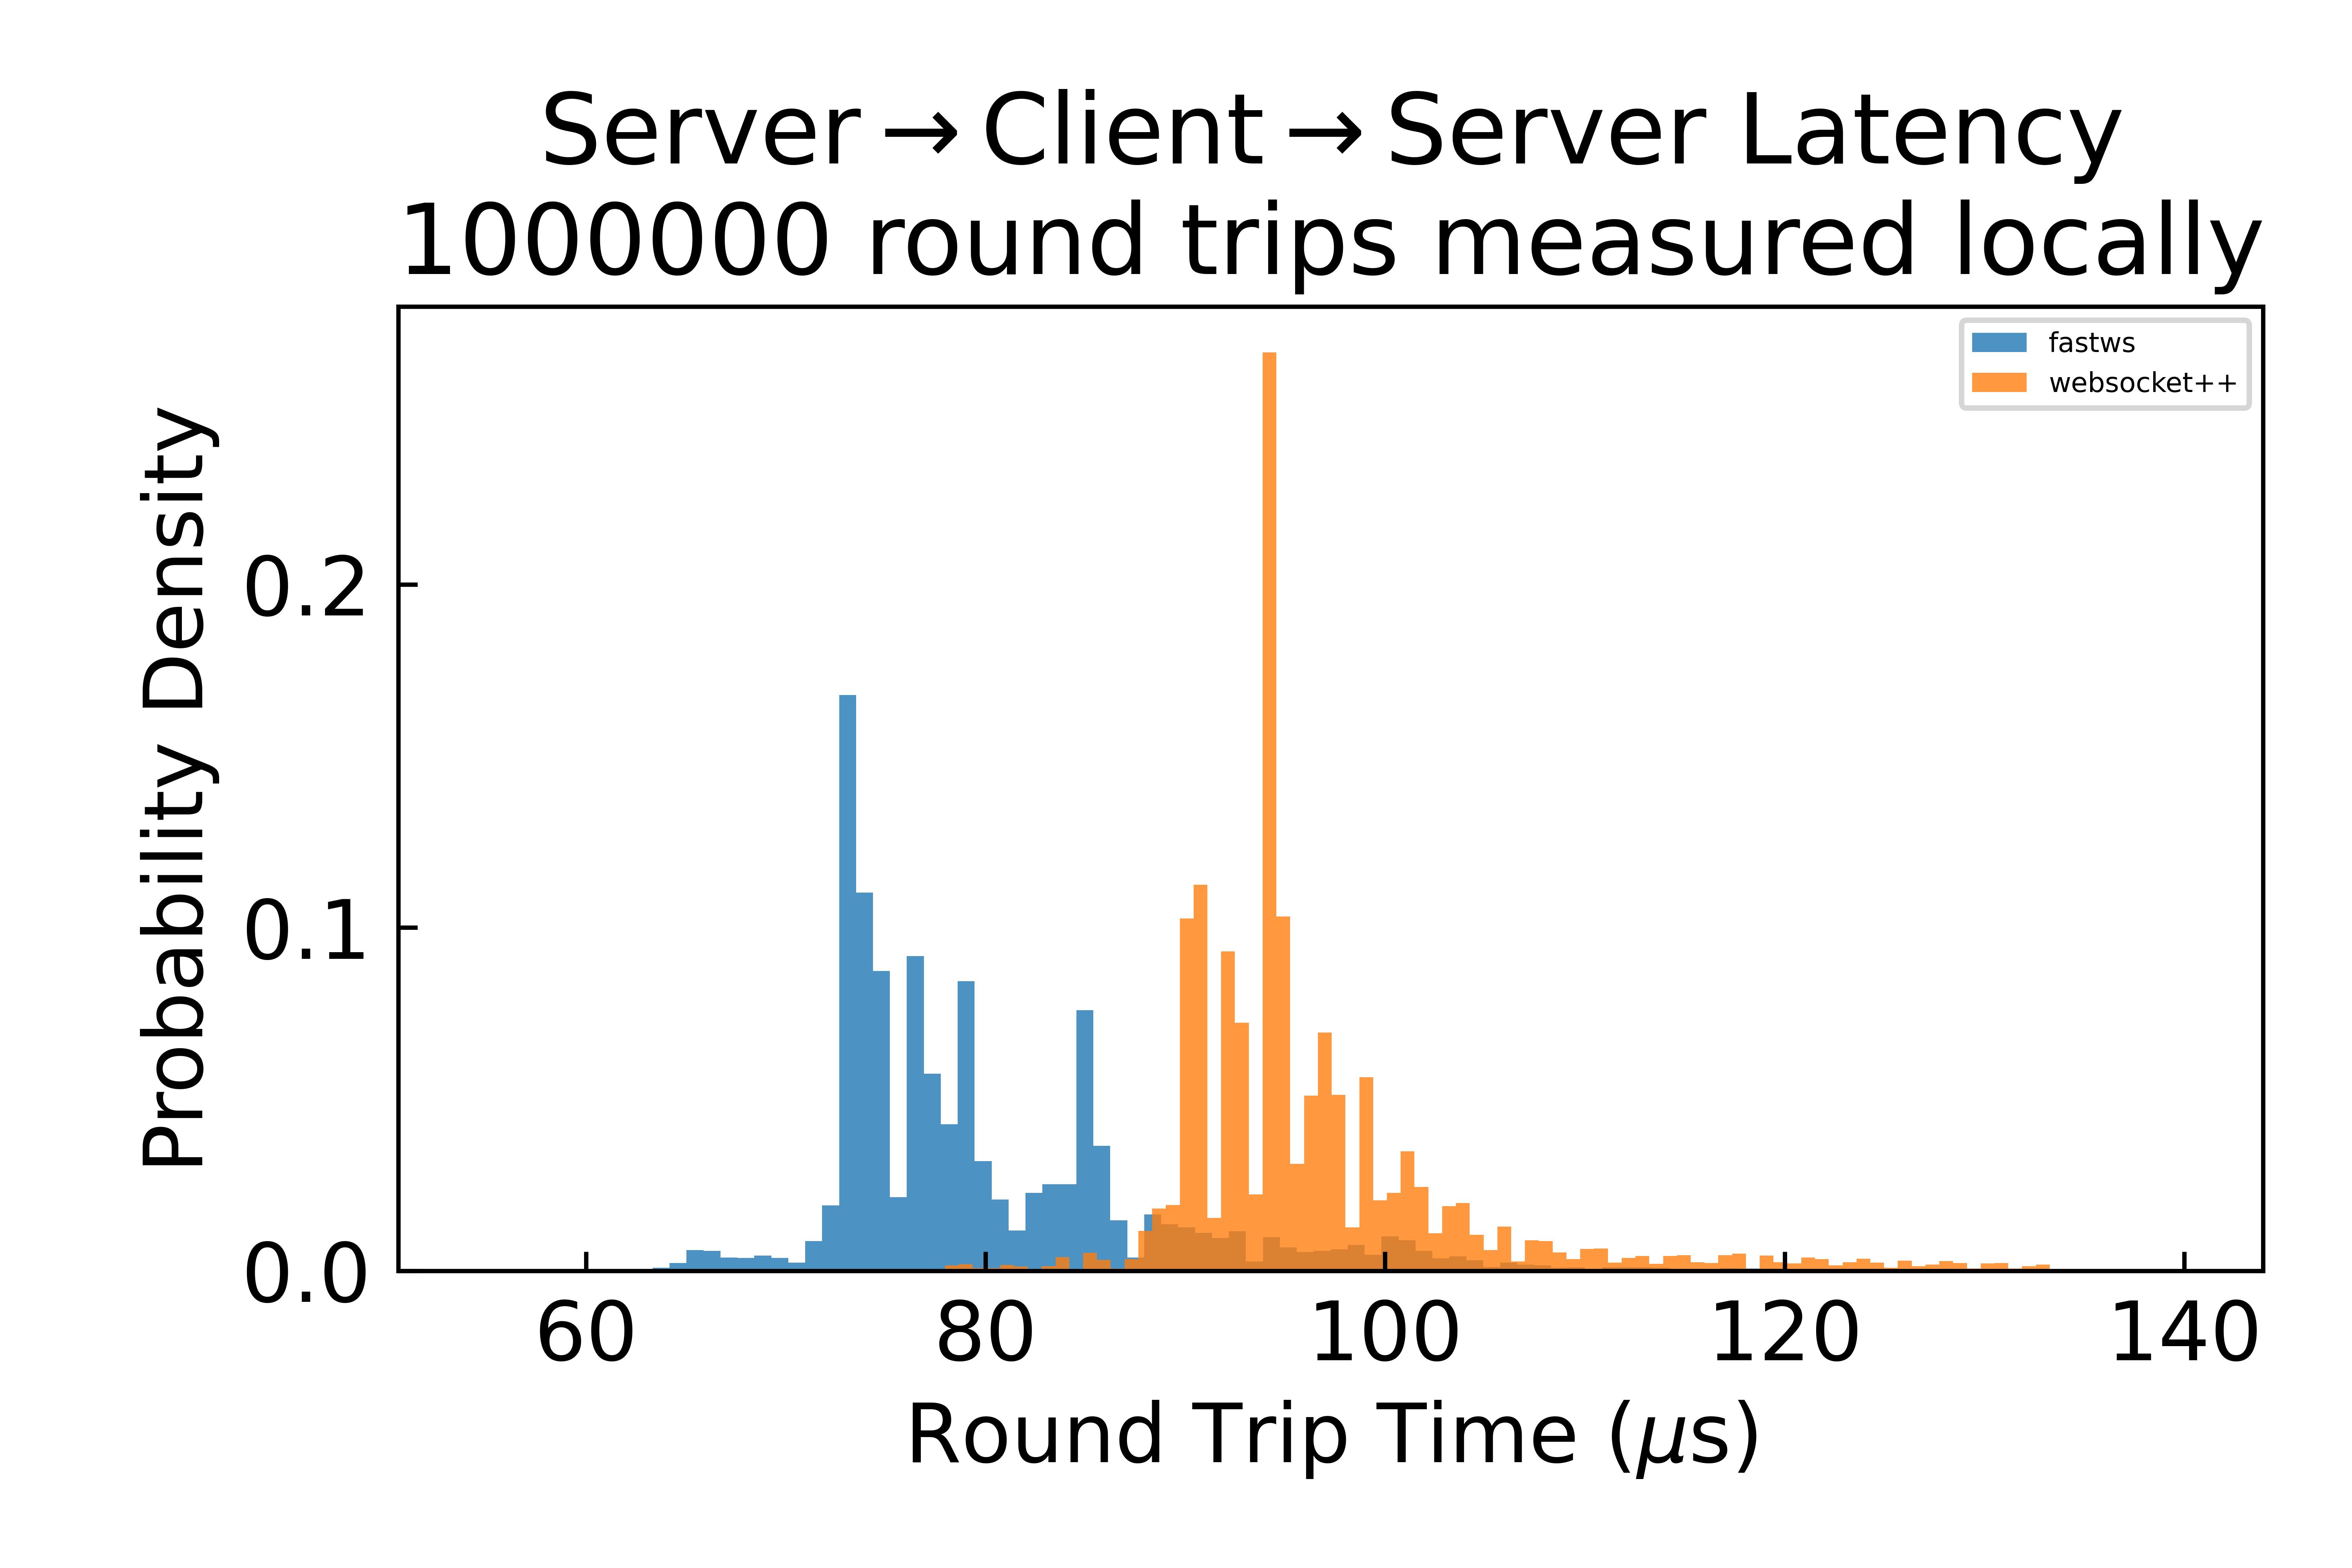 Server→Client→Server Latency
1000000 round trips measured locally
fastws
websocket++
Probability Density
0.2
0.1
0.0
60 80 100 120 140
Round Trip Time (μs)